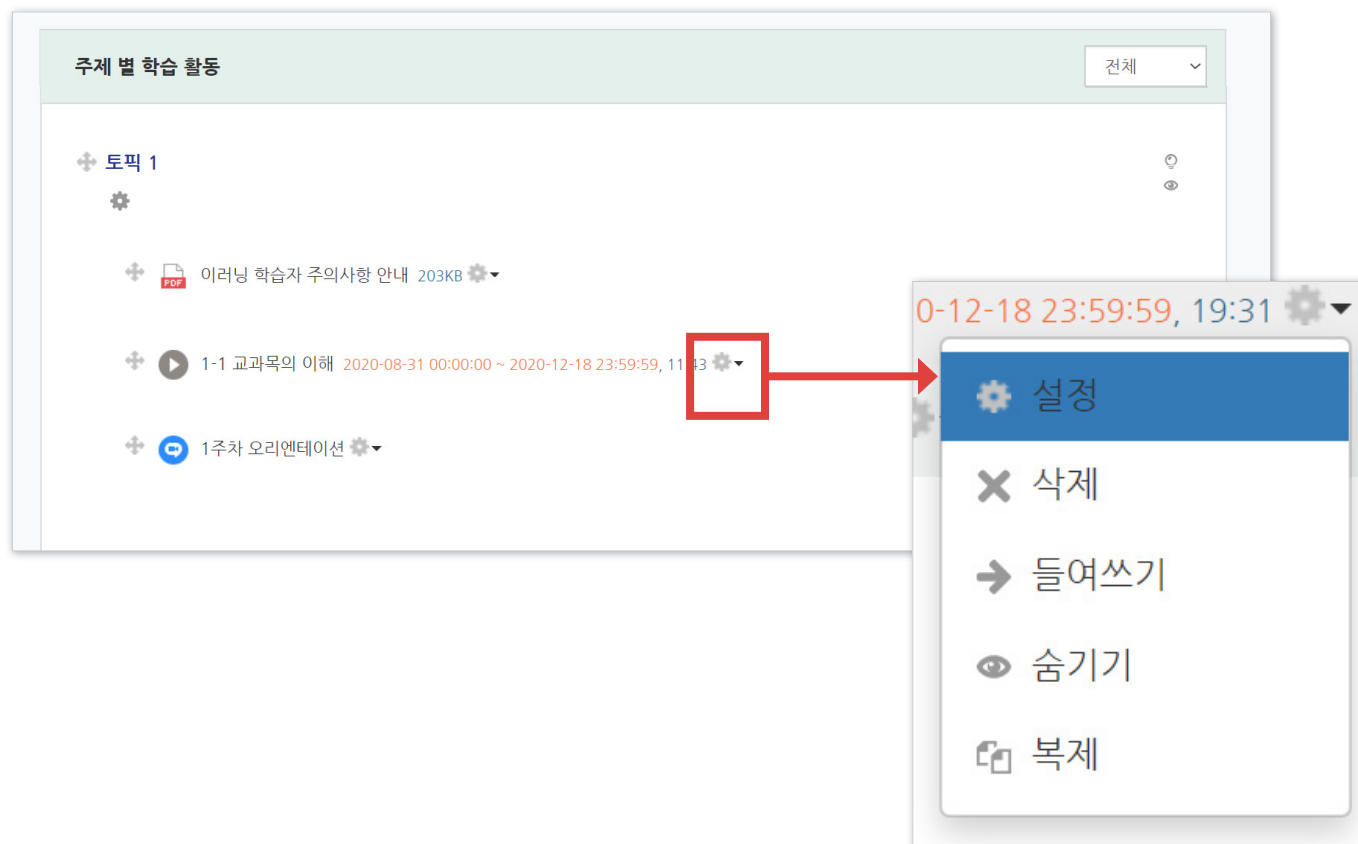 주제 별 학습 활동
전체
토픽 1
PDF 이러닝 학습자 주의사항 안내 203KB
1-1 교과목의 이해 2020-08-31 00:00:00 ~ 2020-12-18 23:59:59,
1주차 오리엔테이션
0-12-18 23:59:59, 19:31
설정
삭제
들여쓰기
숨기기
복제